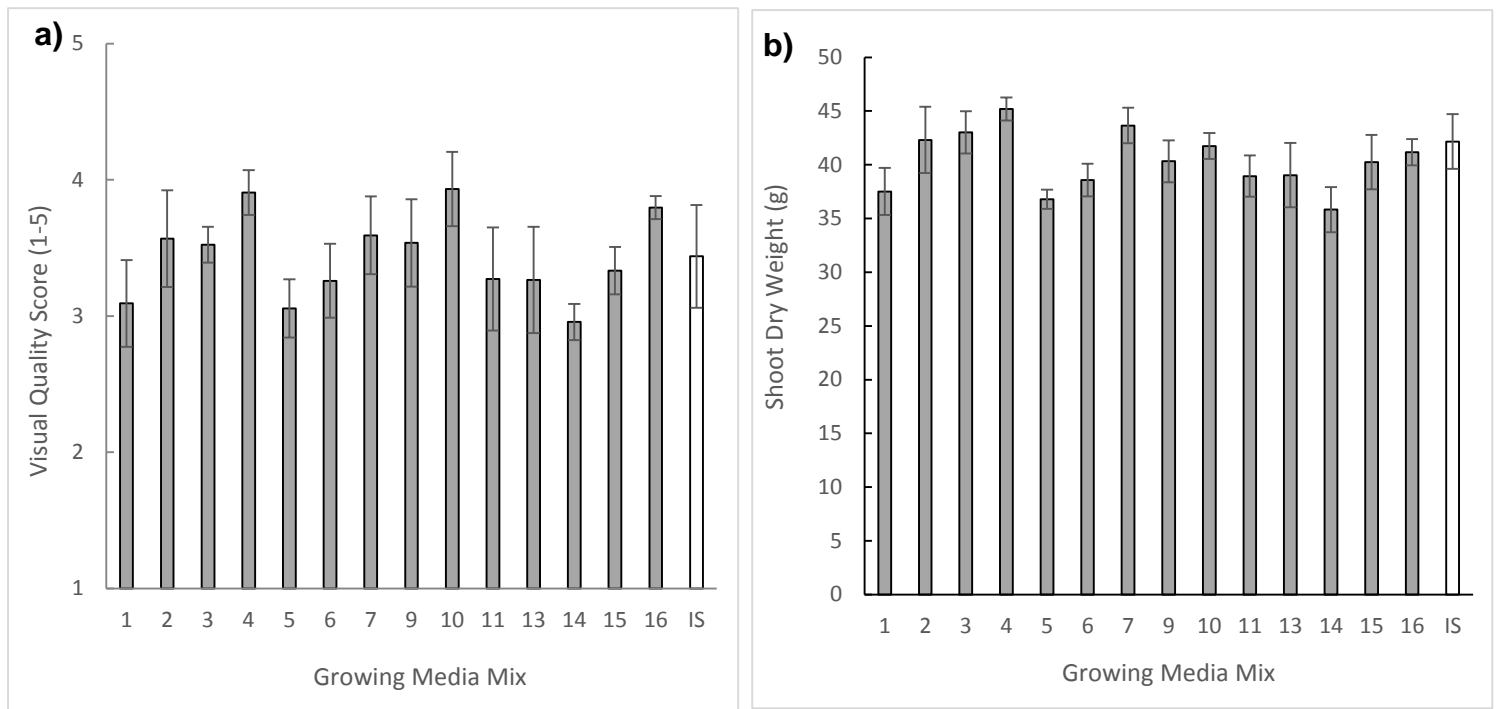 a)
Visual Quality Score (1-5)
5
4
3
2
1
1 2 3 4 5 6 7 9 10 11 13 14 15 16 IS
Growing Media Mix
b)
Shoot Dry Weight (g)
50
45
40
35
30
25
20
15
10
5
0
1 2 3 4 5 6 7 9 10 11 13 14 15 16 IS
Growing Media Mix